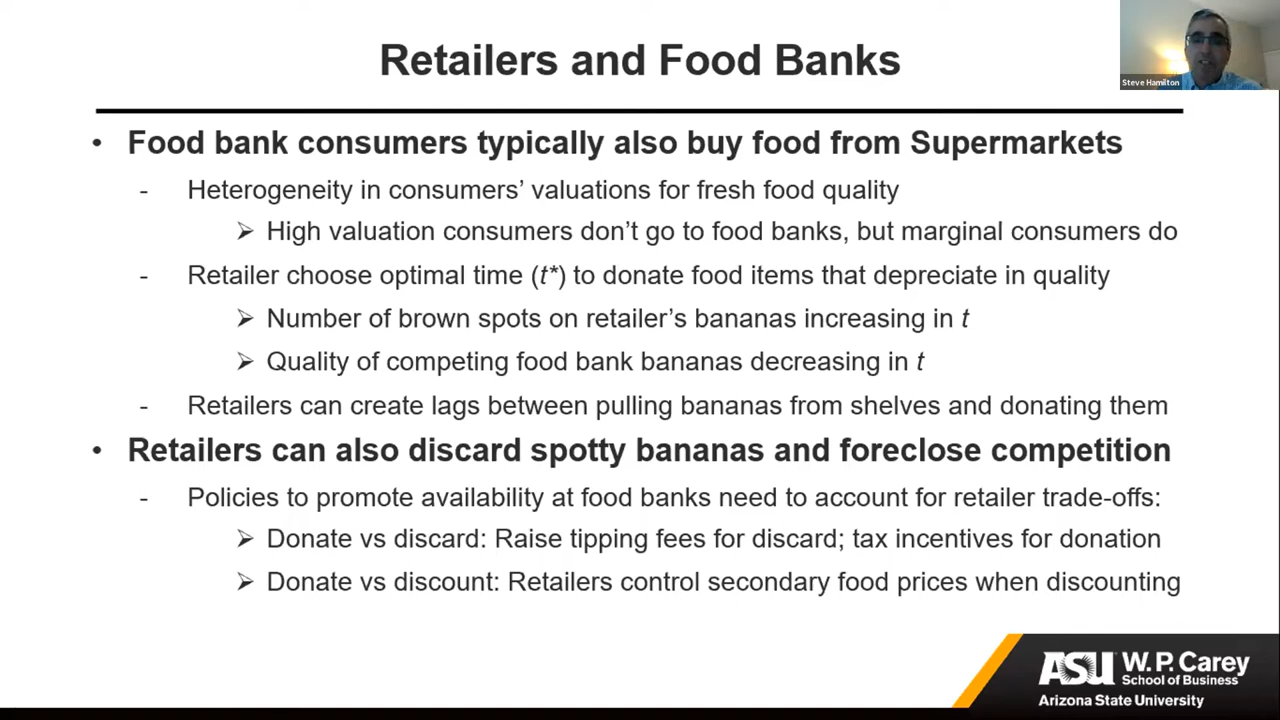 Retailers and Food Banks
Steve Hamilton
• Food bank consumers typically also buy food from Supermarkets
- Heterogeneity in consumers’ valuations for fresh food quality
➢ High valuation consumers don’t go to food banks, but marginal consumers do
- Retailer choose optimal time (t*) to donate food items that depreciate in quality
➢ Number of brown spots on retailer’s bananas increasing in t
➢ Quality of competing food bank bananas decreasing in t
- Retailers can create lags between pulling bananas from shelves and donating them
• Retailers can also discard spotty bananas and foreclose competition
- Policies to promote availability at food banks need to account for retailer trade-offs:
➢ Donate vs discard: Raise tipping fees for discard; tax incentives for donation
➢ Donate vs discount: Retailers control secondary food prices when discounting
ASU W. P. Carey
School of Business
Arizona State University